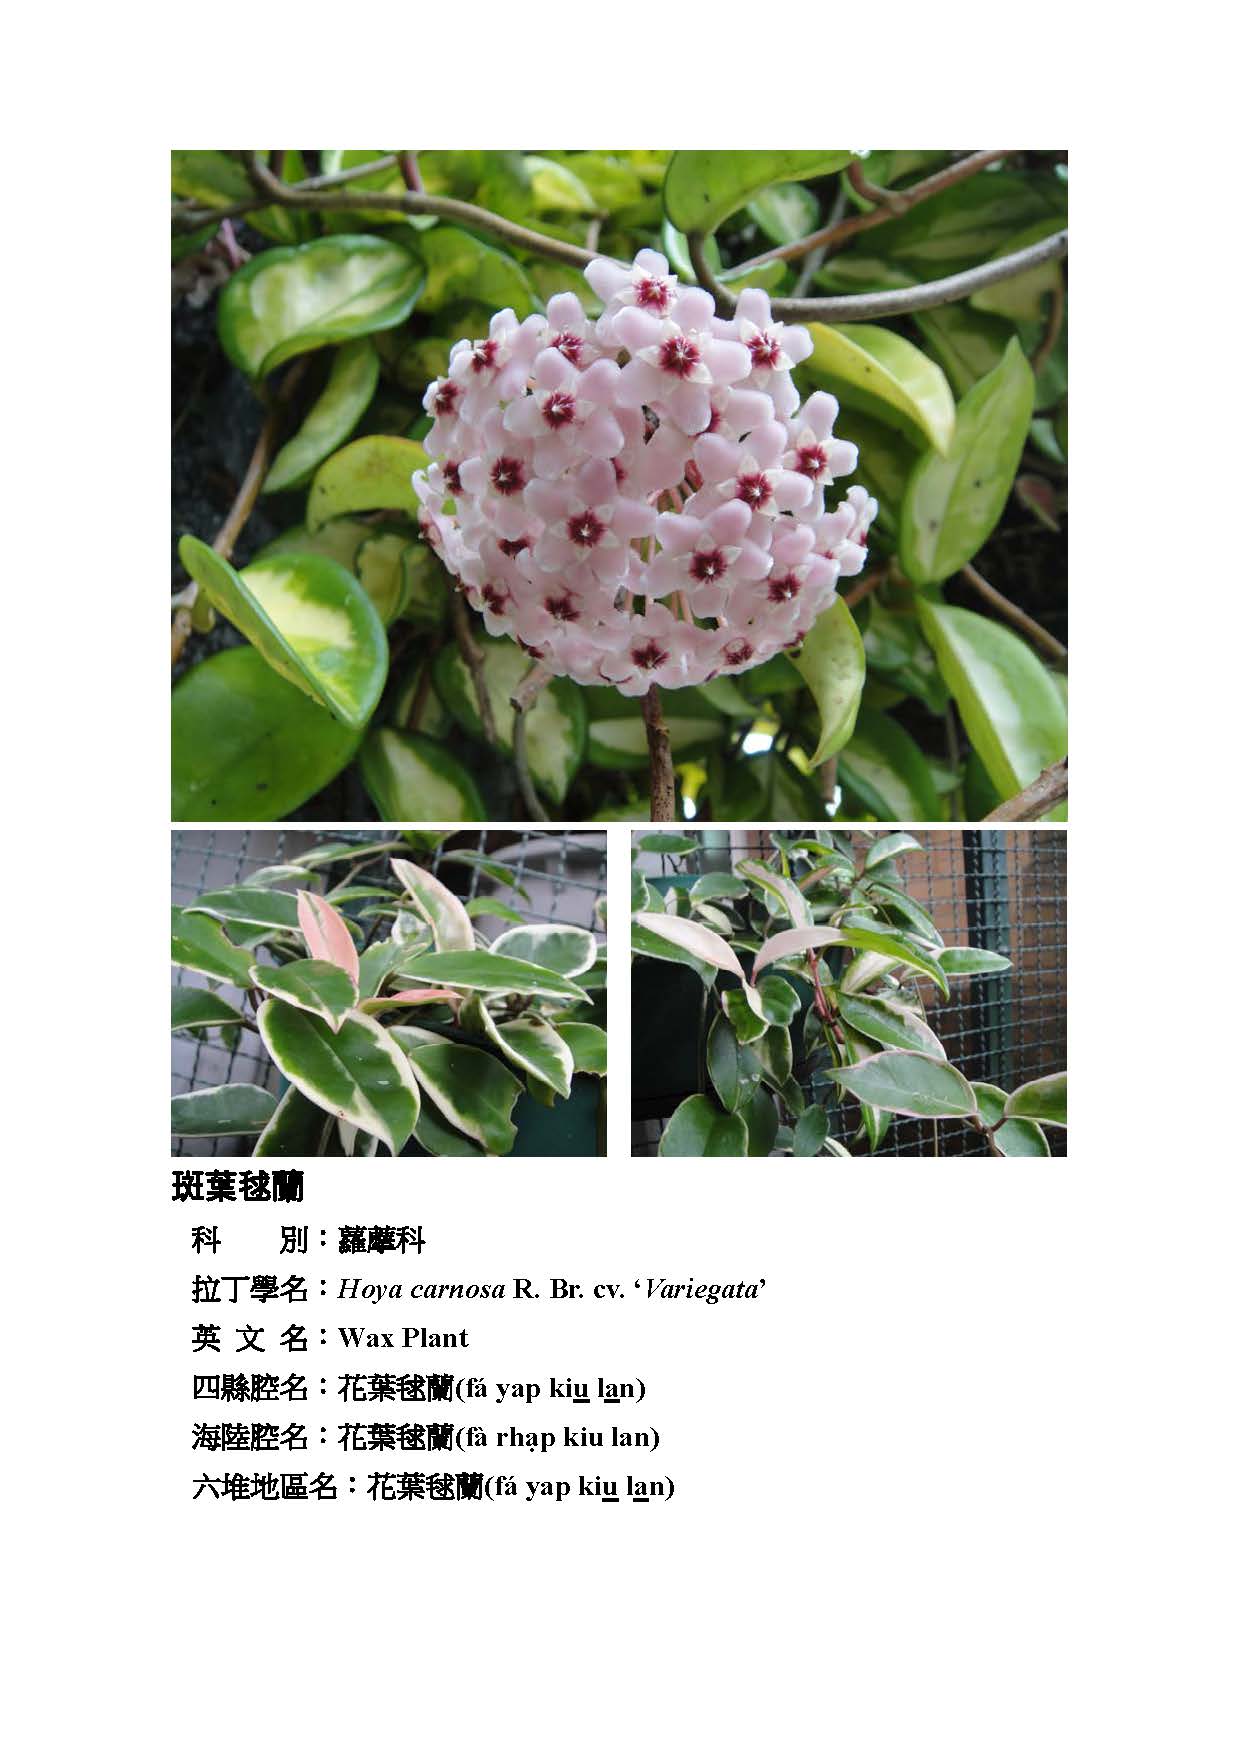 斑葉毬蘭
科　　別：蘿藦科
拉丁學名：Hoya carnosa R. Br. cv. ‘Variegata’
英 文 名：Wax Plant
四縣腔名：花葉毬蘭(fá yap kiu̲ la̲n)
海陸腔名：花葉毬蘭(fà rhạp kiu lan)
六堆地區名：花葉毬蘭(fá yap kiu̲ la̲n)